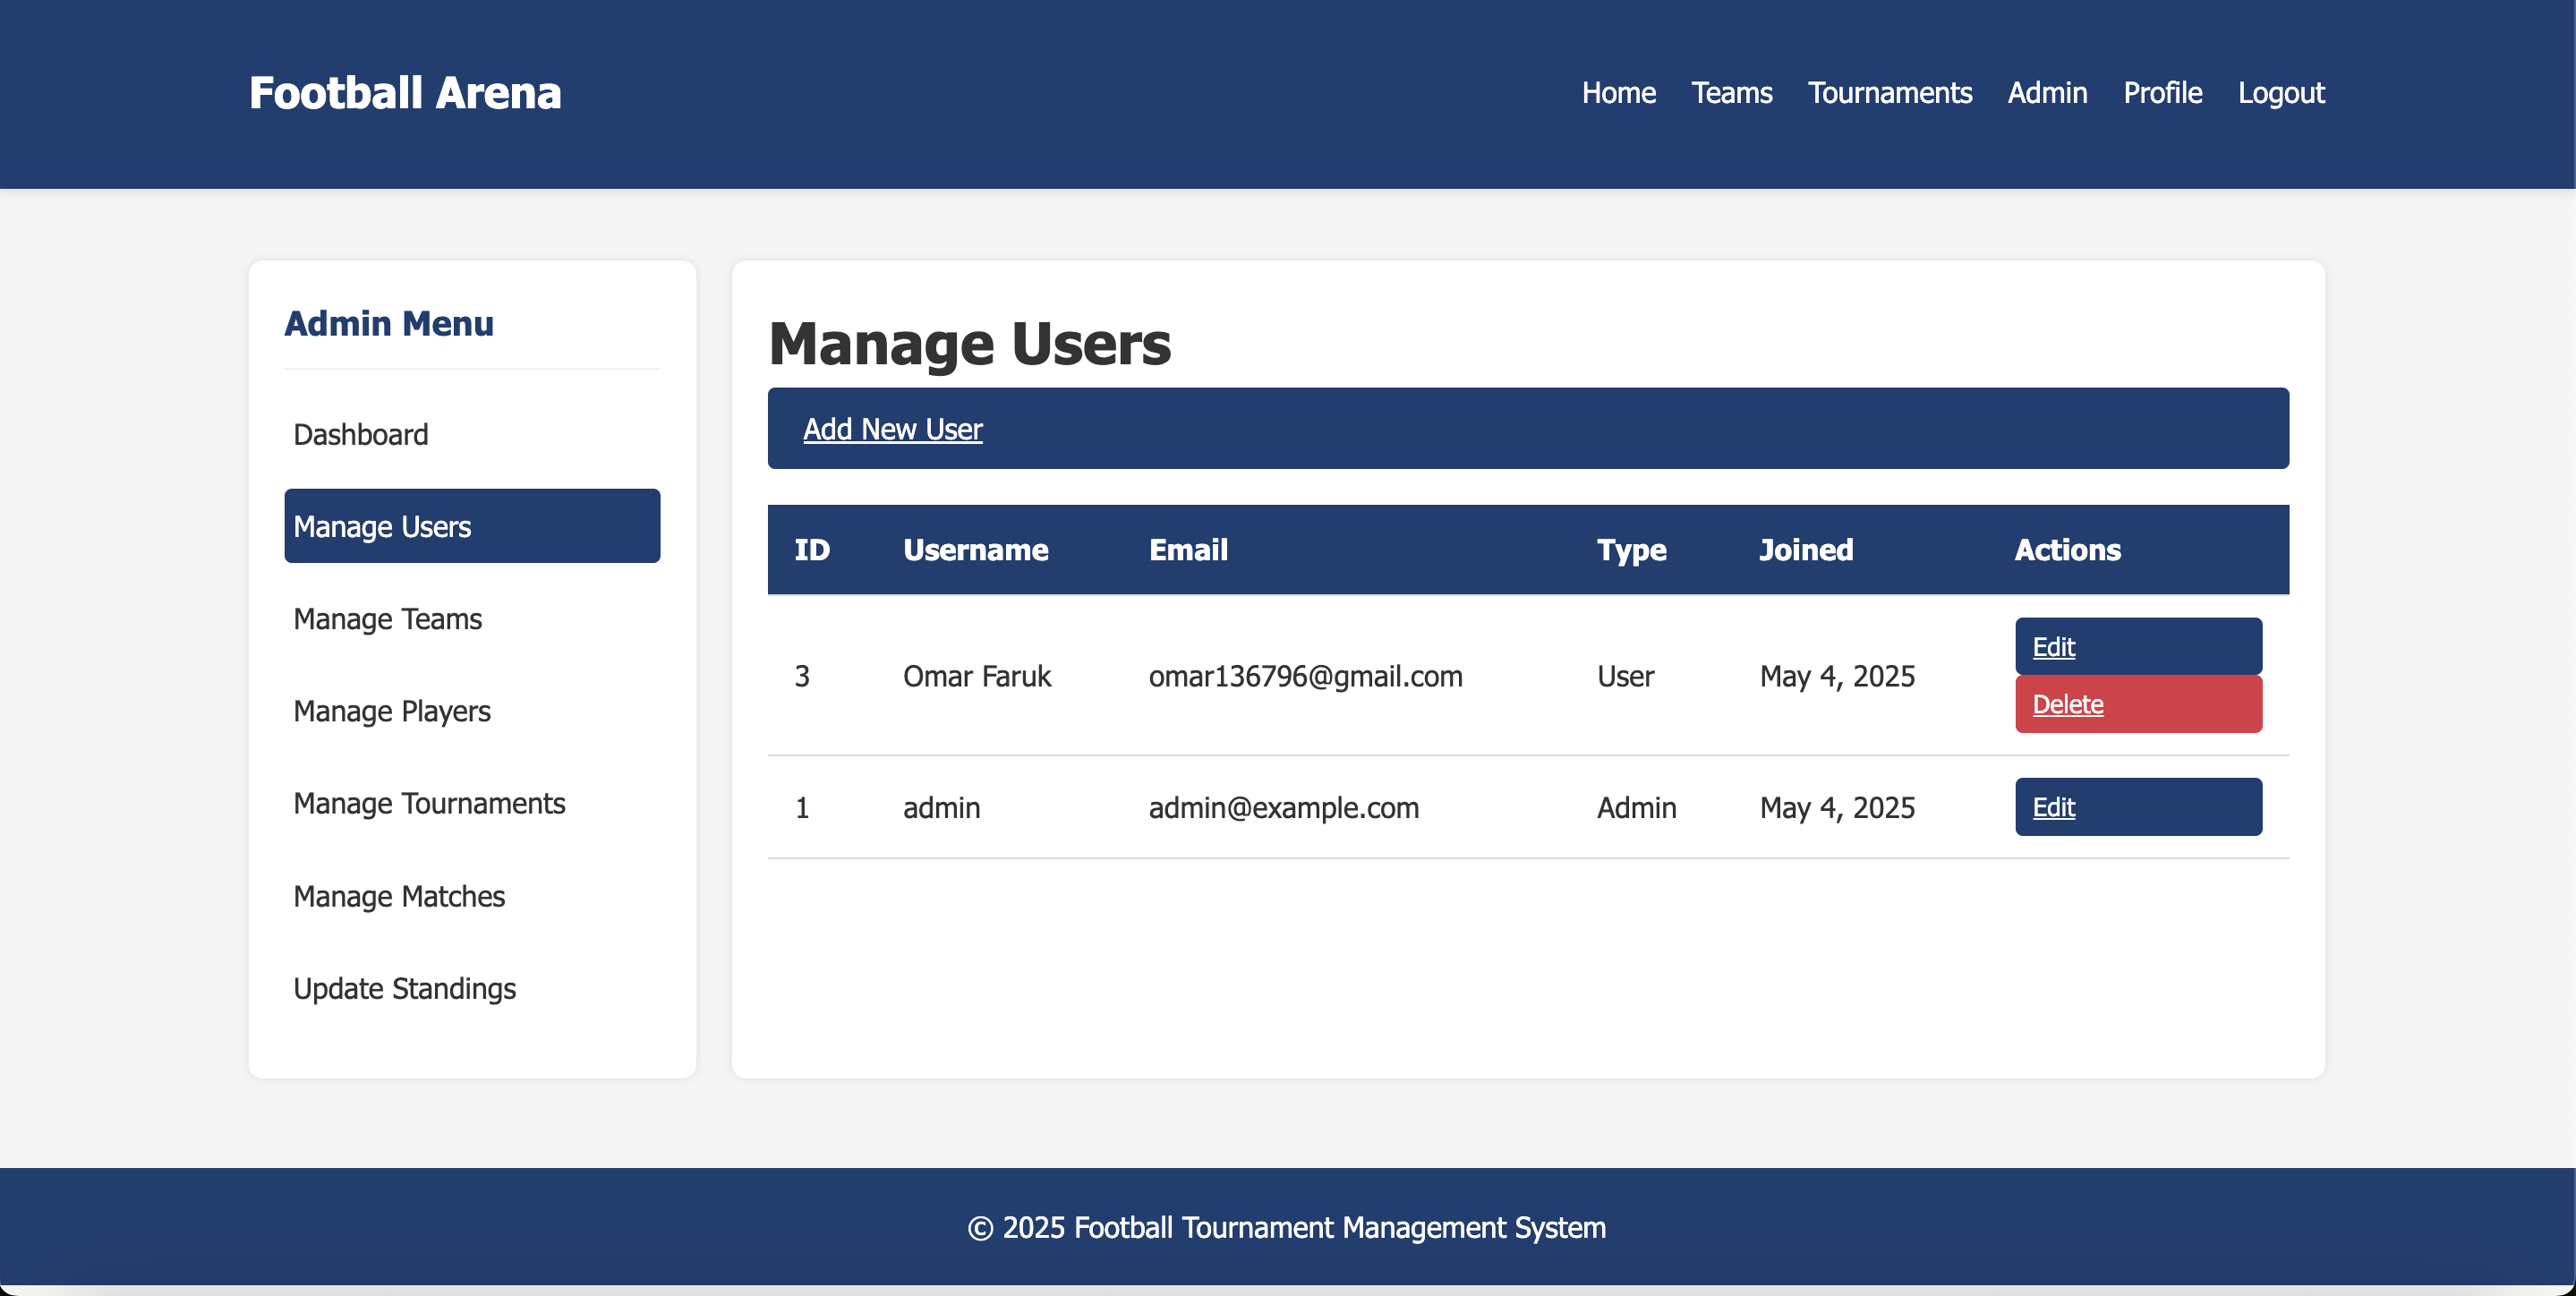 Football Arena
Home Teams Tournaments Admin Profile Logout
Admin Menu
Dashboard
Manage Users
Manage Teams
Manage Players
Manage Tournaments
Manage Matches
Update Standings
Manage Users
Add New User
ID Username Email Type Joined Actions
3 Omar Faruk omar136796@gmail.com User May 4, 2025 Edit
Delete
1 admin admin@example.com Admin May 4, 2025 Edit
© 2025 Football Tournament Management System